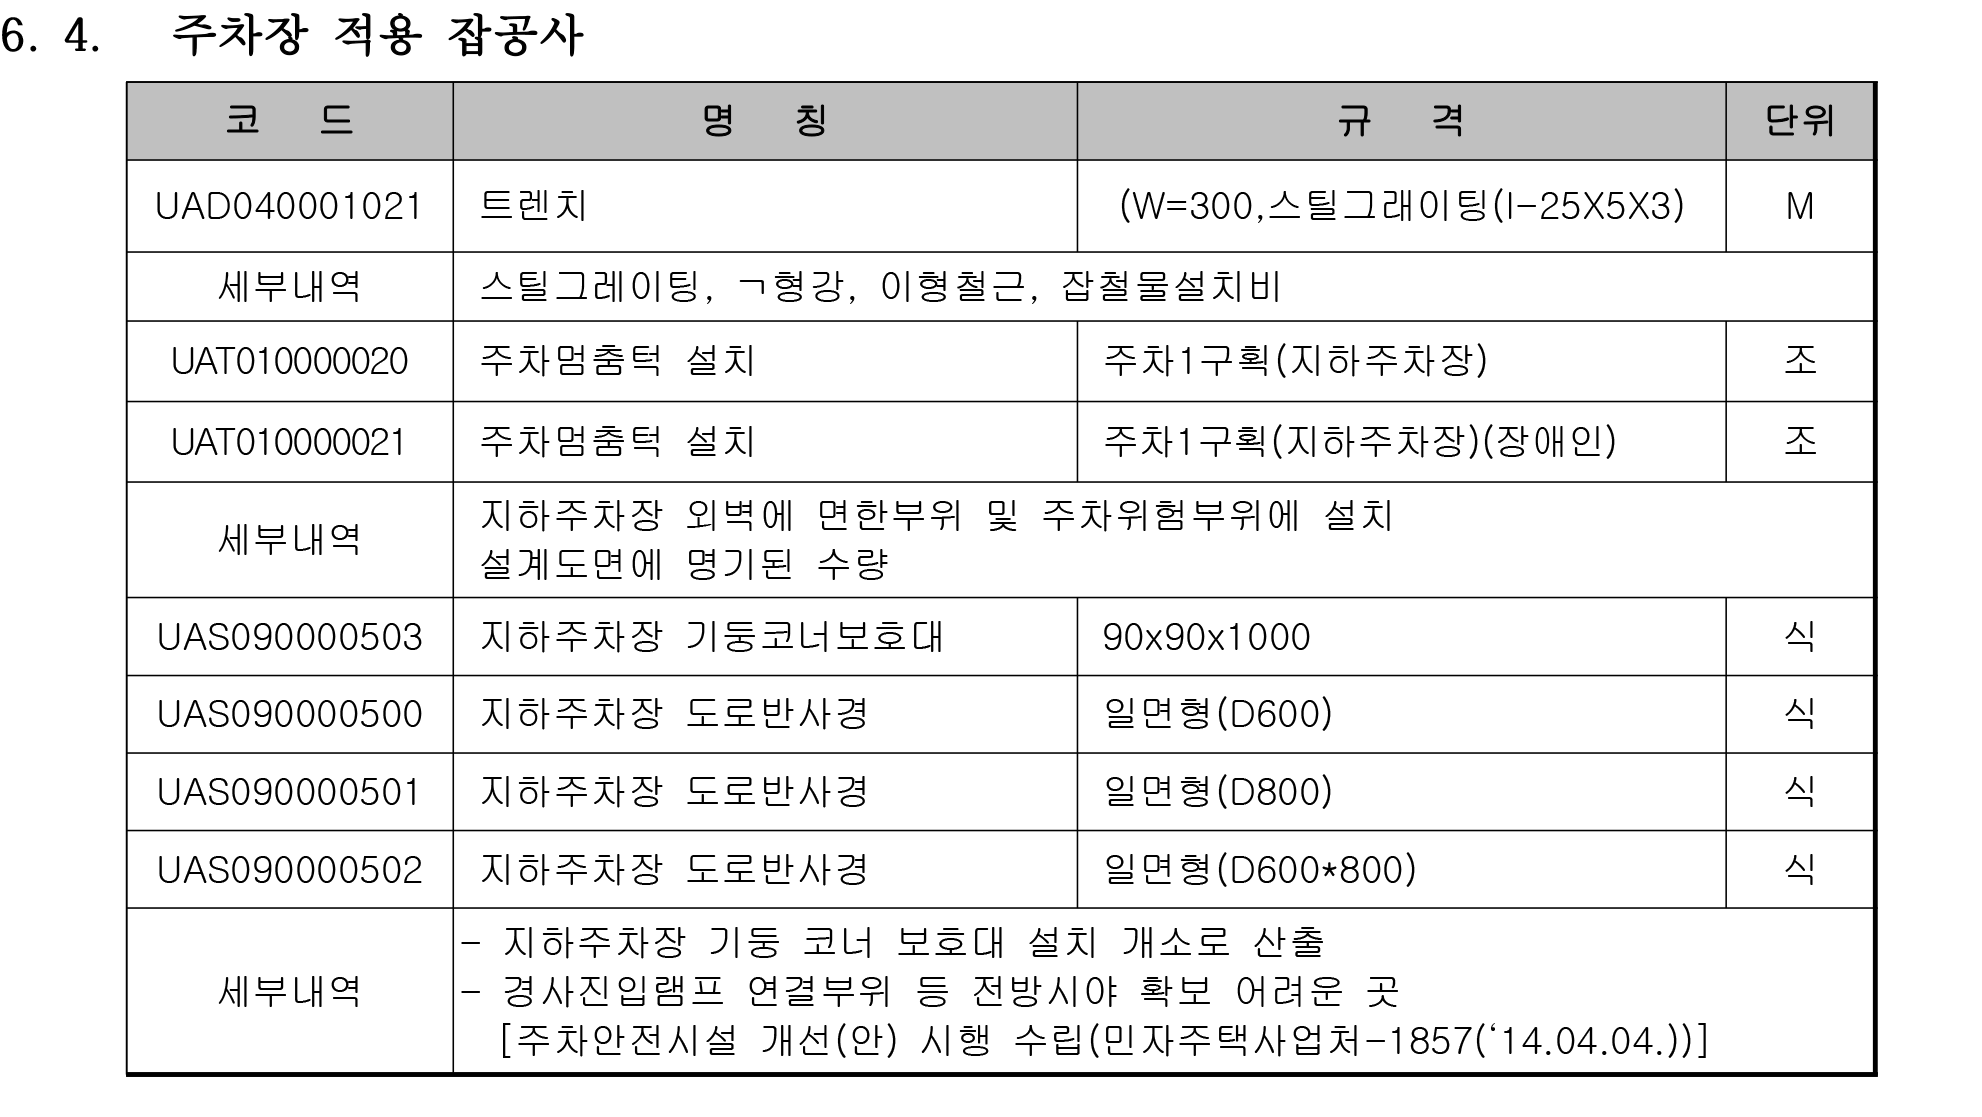 6. 4. 주차장 적용 잡공사
코 드 명 칭 규 격 단위
UAD040001021 트렌치 (W=300,스틸그래이팅(I-25X5X3) M
세부내역 스틸그레이팅, ㄱ형강, 이형철근, 잡철물설치비
UAT010000020 주차멈춤턱 설치 주차1구획(지하주차장) 조
UAT010000021 주차멈춤턱 설치 주차1구획(지하주차장)(장애인) 조
세부내역 지하주차장 외벽에 면한부위 및 주차위험부위에 설치
설계도면에 명기된 수량
UAS090000503 지하주차장 기둥코너보호대 90x90x1000 식
UAS090000500 지하주차장 도로반사경 일면형(D600) 식
UAS090000501 지하주차장 도로반사경 일면형(D800) 식
UAS090000502 지하주차장 도로반사경 일면형(D600*800) 식
세부내역 - 지하주차장 기둥 코너 보호대 설치 개소로 산출
- 경사진입램프 연결부위 등 전방시야 확보 어려운 곳
[주차안전시설 개선(안) 시행 수립(민자주택사업처-1857(‘14.04.04.))]